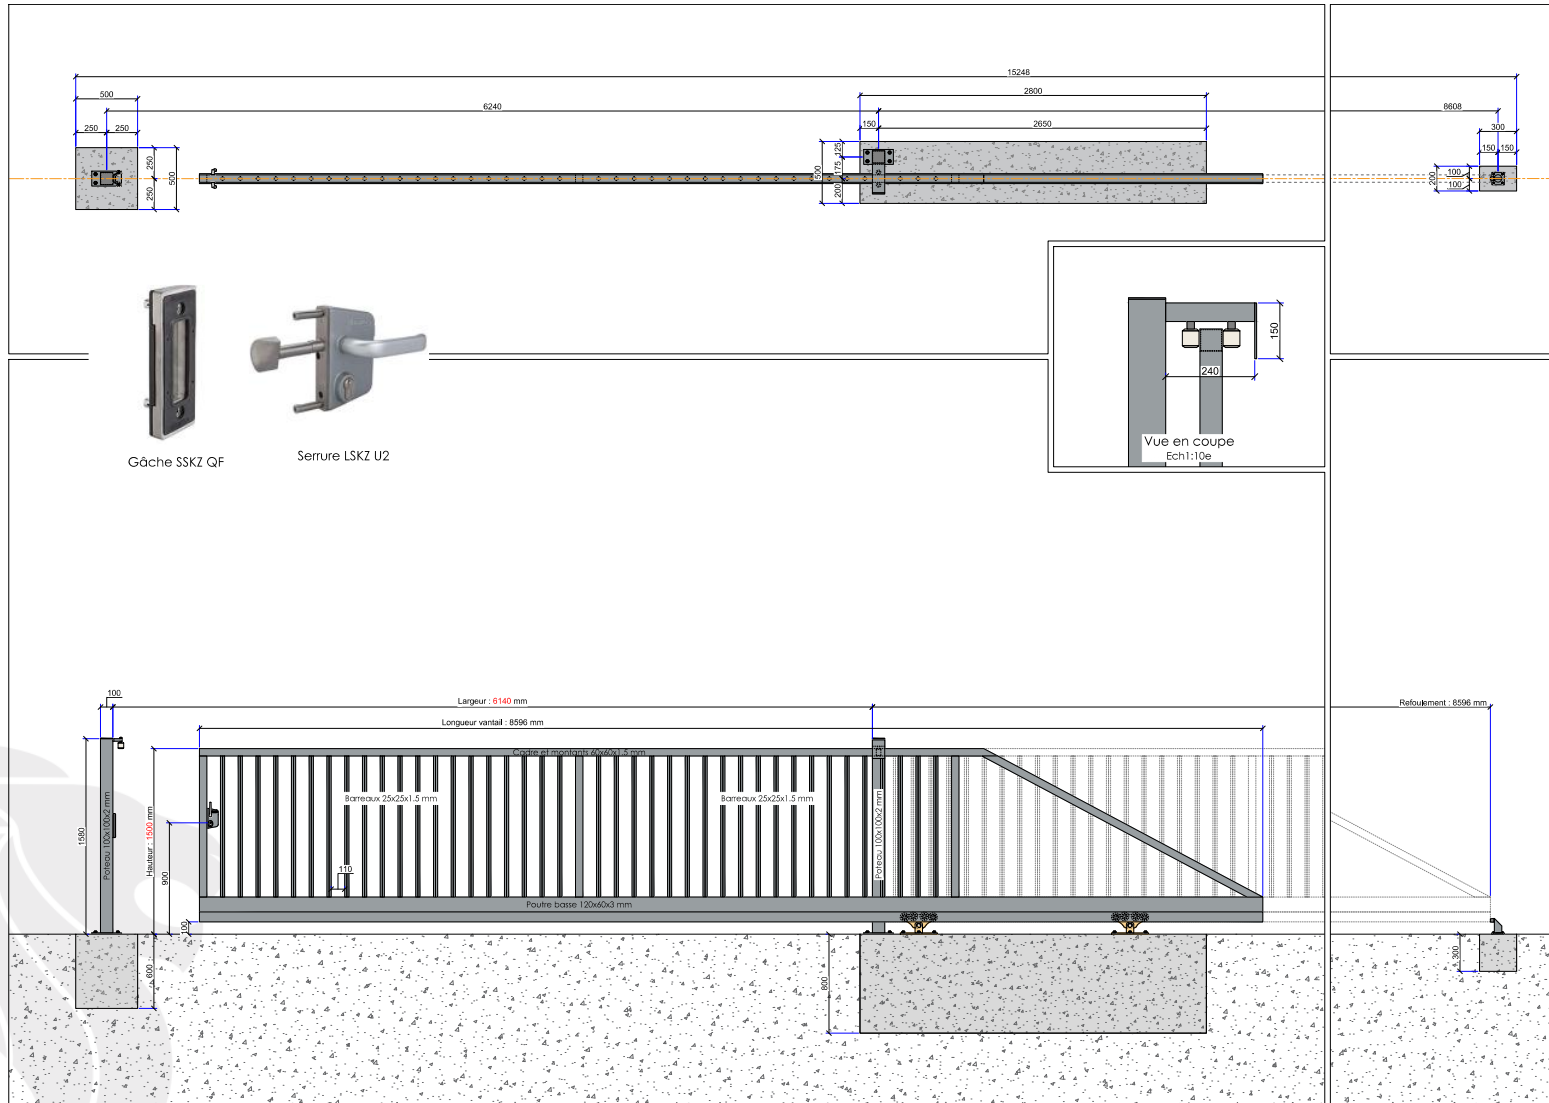 15248
500
2800
6240
8608
250
250
150
2650
300
150
150
250
250
500
125
175
200
500
100
100
200
150
240
Vue en coupe
Ech1:10e
Gâche SSKZ QF
Serrure LSKZ U2
100
Largeur : 6140 mm
Refoulement : 8596 mm
Longueur vantail : 8596 mm
Cadre et montants 60x60x1.5 mm
Barreaux 25x25x1.5 mm
Barreaux 25x25x1.5 mm
Poteau 100x100x2 mm
Poteau 100x100x2 mm
1580
Hauteur : 1500 mm
900
110
Poutre basse 120x60x3 mm
100
600
800
300